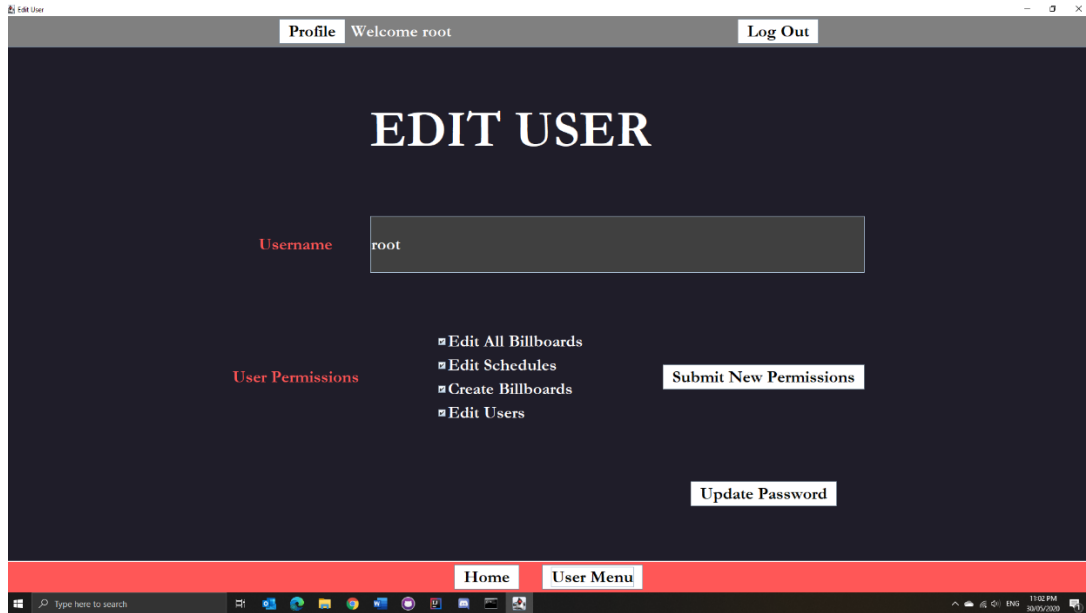 Edit User
Profile Welcome root Log Out
EDIT USER
Username root
Edit All Billboards
Edit Schedules
User Permissions Submit New Permissions
Create Billboards
Edit Users
Update Password
Home User Menu
Type here to search
ENG 11:02 PM
30/05/2020